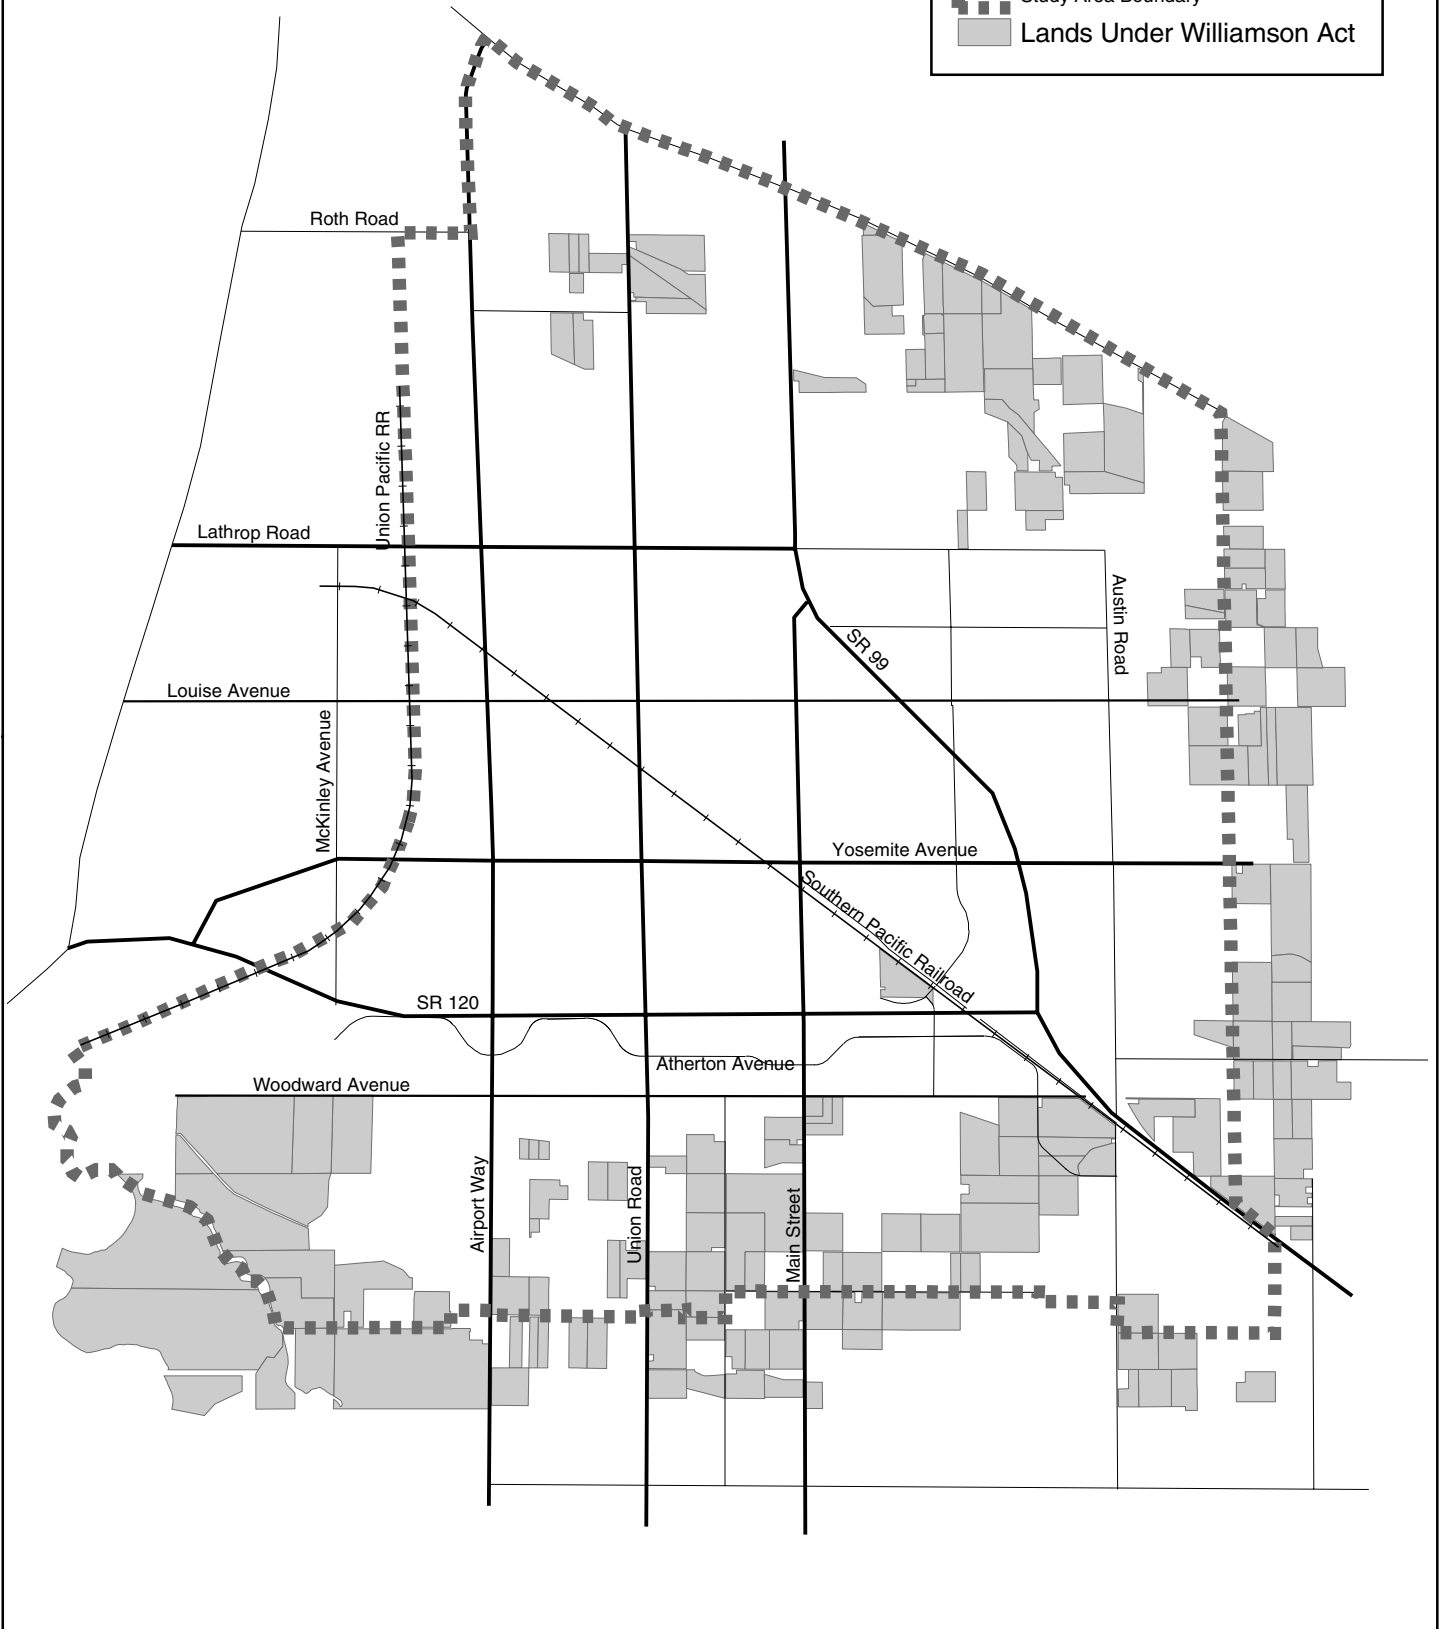 Study Area Boundary
Lands Under Williamson Act
Roth Road
Union Pacific RR
Lathrop Road
Austin Road
SR 99
Louise Avenue
McKinley Avenue
Yosemite Avenue
Southern Pacific Railroad
SR 120
Atherton Avenue
Woodward Avenue
Airport Way
Union Road
Main Street